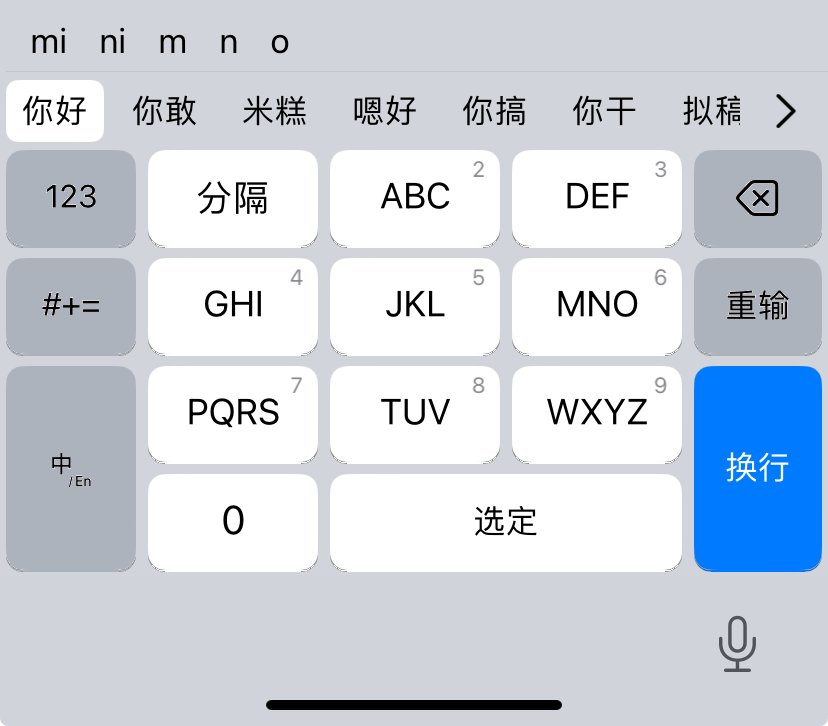 mi ni m n o
你好 你敢 米糕 嗯好 你搞 你干 拟稿
123 分隔 ABC 2 DEF 3
#+= GHI 4 JKL 5 MNO 6 重输
PQRS 7 TUV 8 WXYZ 9
中/En 换行
0 选定